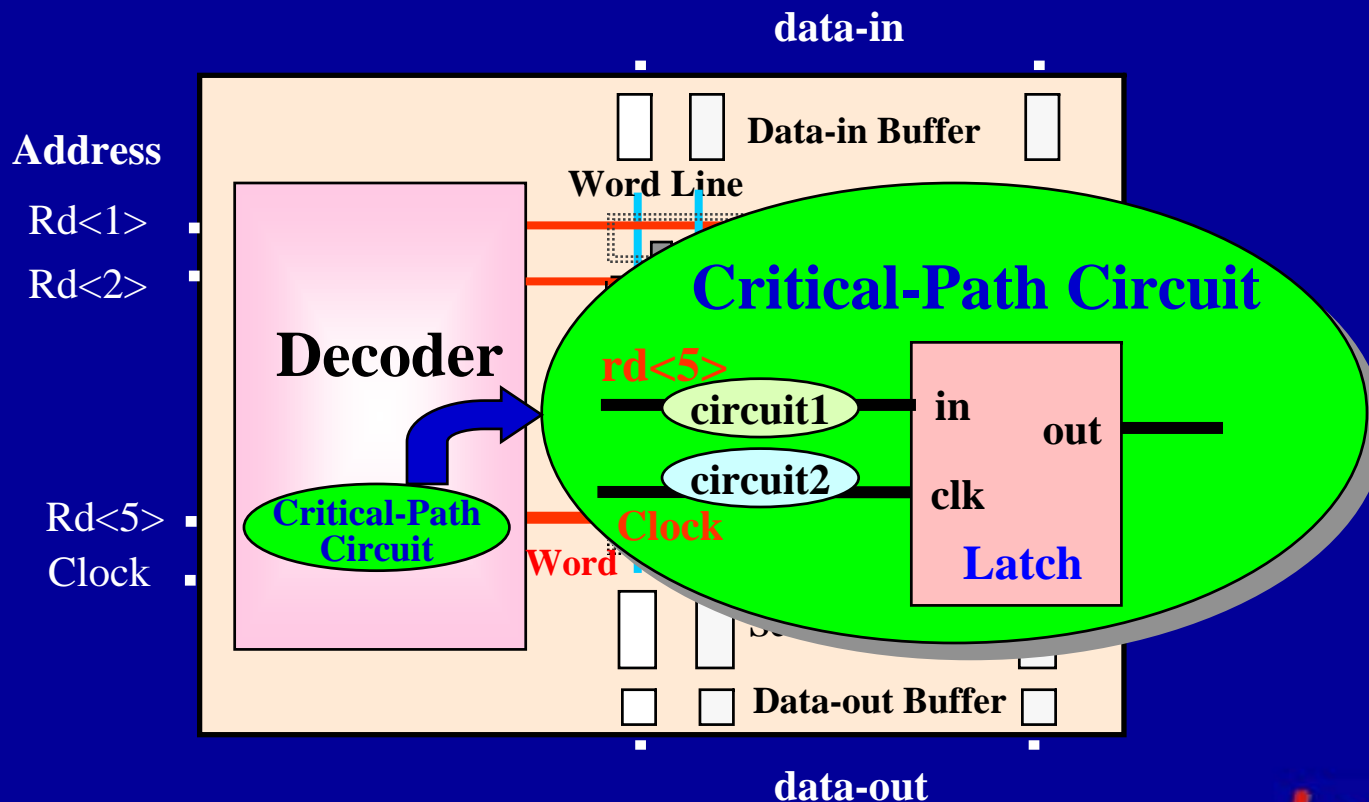 data-in
Data-in Buffer
Address
Word Line
Rd<1>
Rd<2>
Critical-Path Circuit
Decoder
rd<5>
circuit1
in
out
circuit2
clk
Critical-Path
Circuit
Rd<5>
Clock
Clock
Word
Latch
Data-out Buffer
data-out